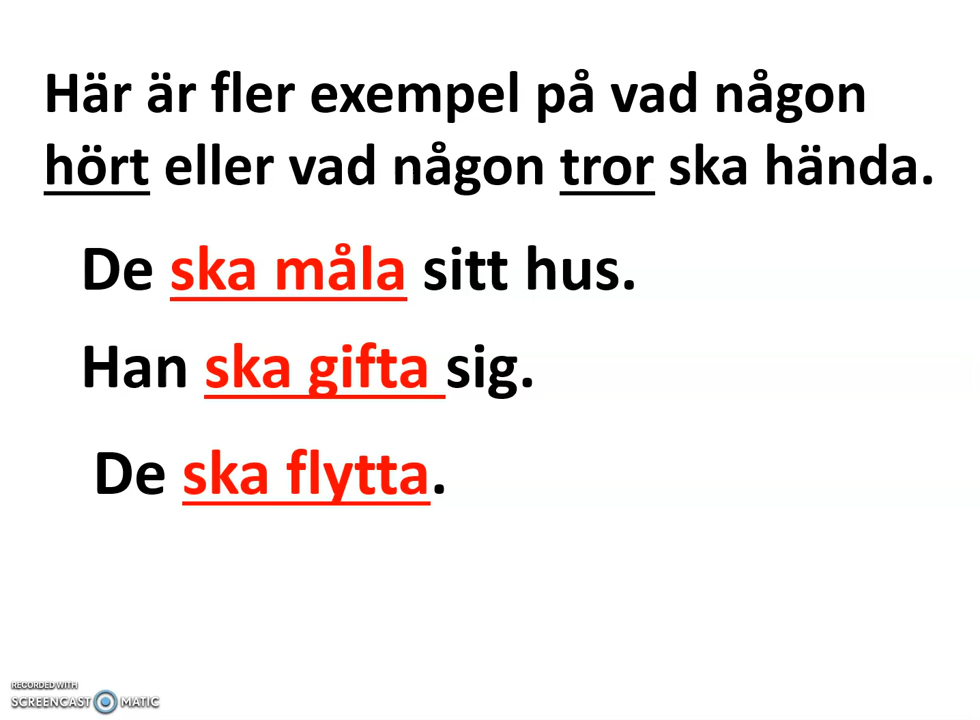 Här är fler exempel på vad någon
hört eller vad någon tror ska hända.
De ska måla sitt hus.
Han ska gifta sig.
De ska flytta.
RECORDED WITH
SCREENCAST MATIC